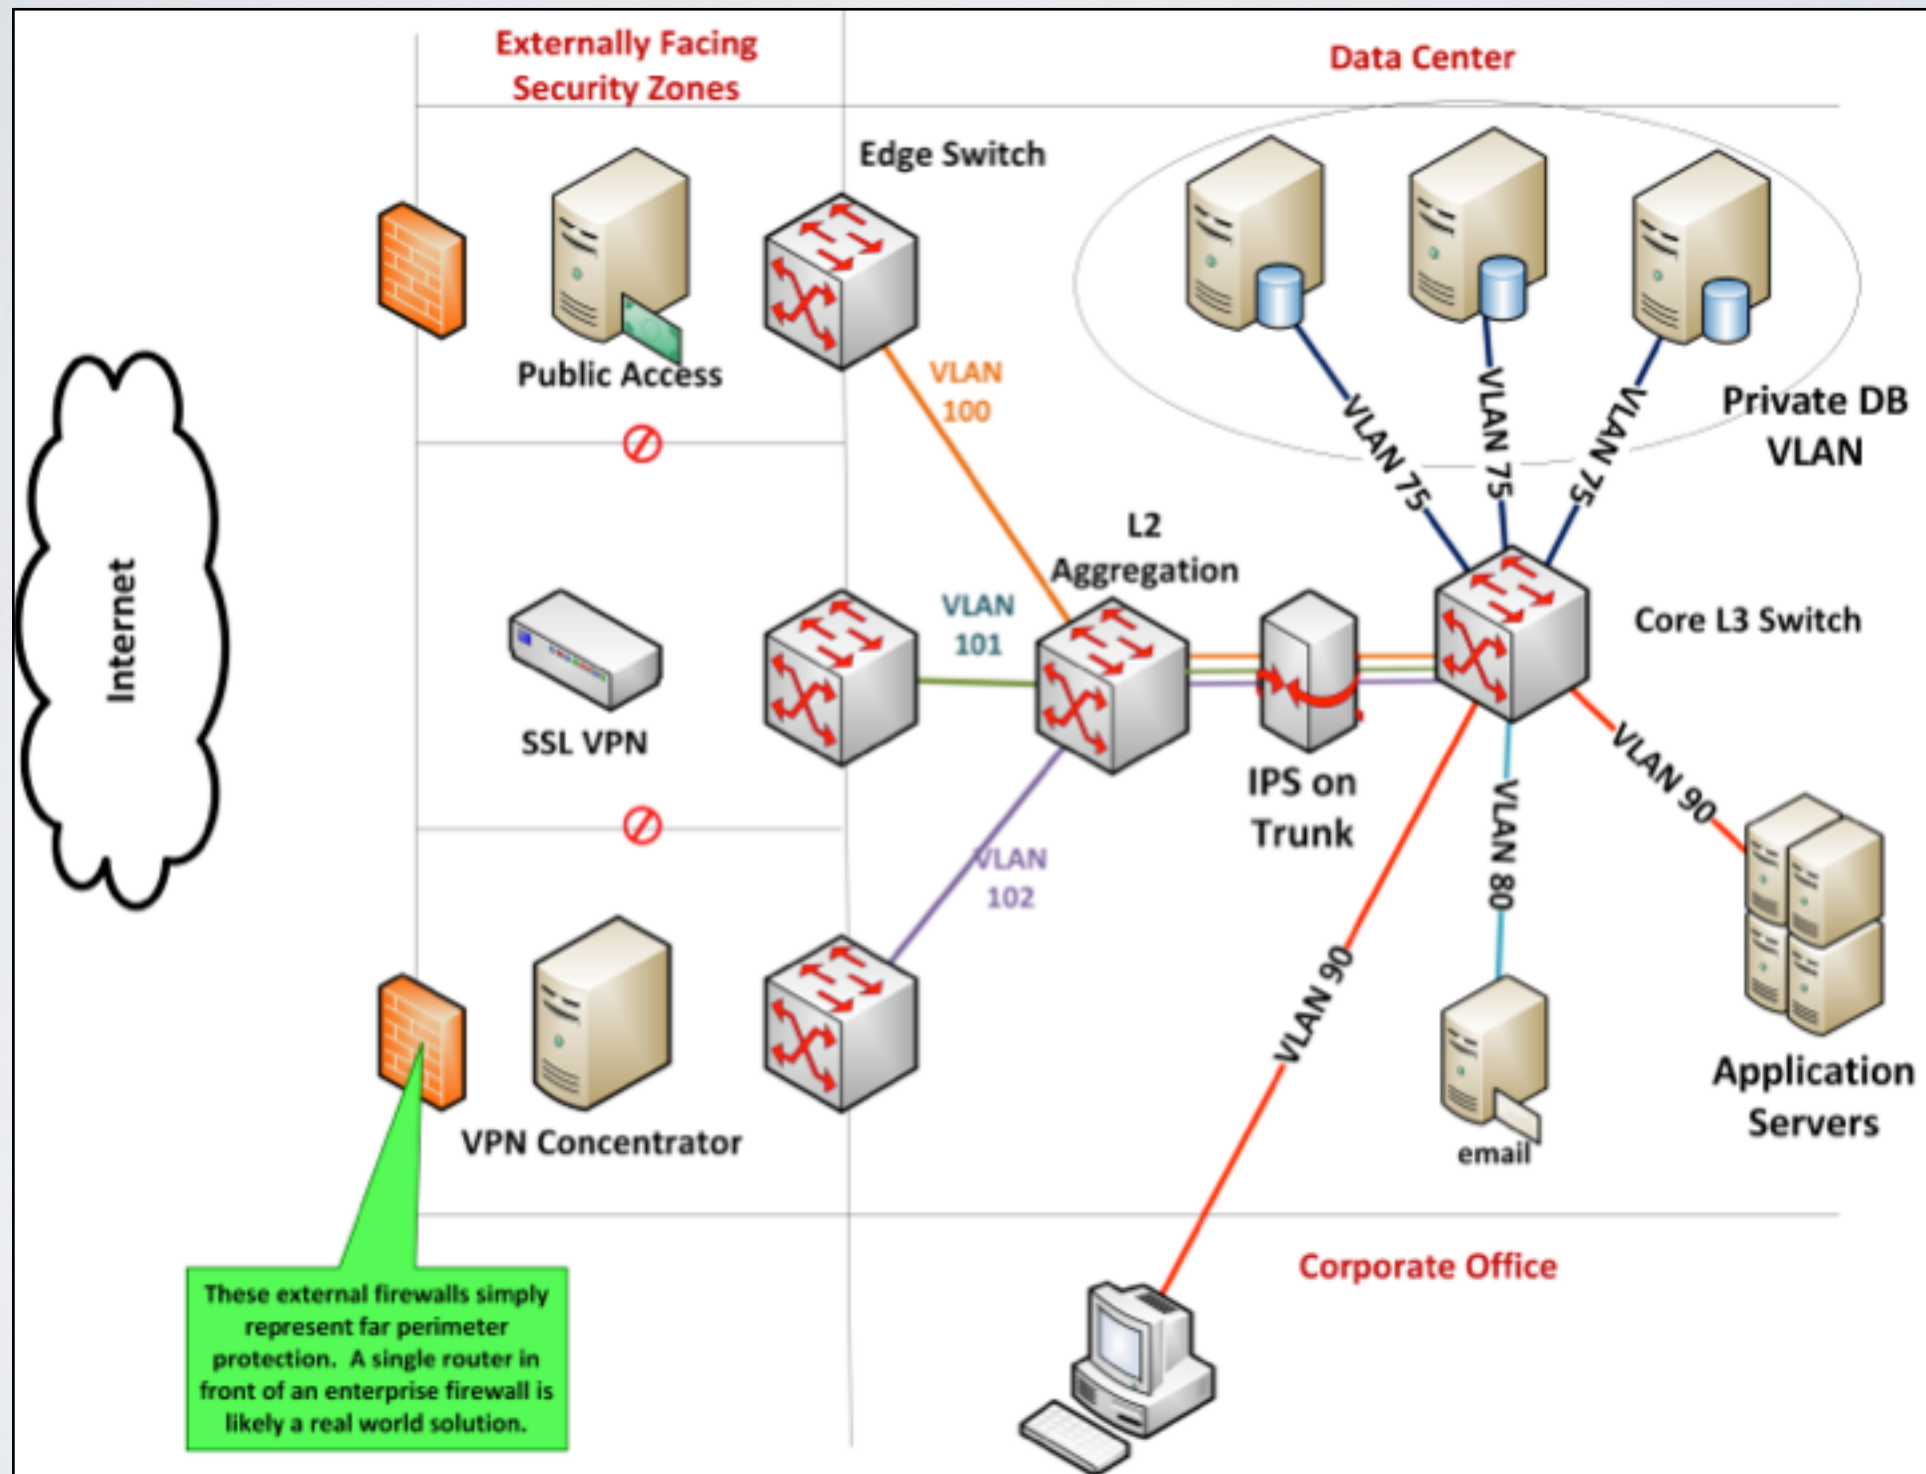 Externally Facing
Security Zones
Data Center
Edge Switch
Public Access
VLAN
100
VLAN 75
VLAN 75
VLAN 75
Private DB
VLAN
Internet
L2
Aggregation
VLAN
101
Core L3 Switch
SSL VPN
IPS on
Trunk
VLAN 90
VLAN 80
VLAN
102
VLAN 90
VPN Concentrator
Application
Servers
email
Corporate Office
These external firewalls simply
represent far perimeter
protection. A single router in
front of an enterprise firewall is
likely a real world solution.